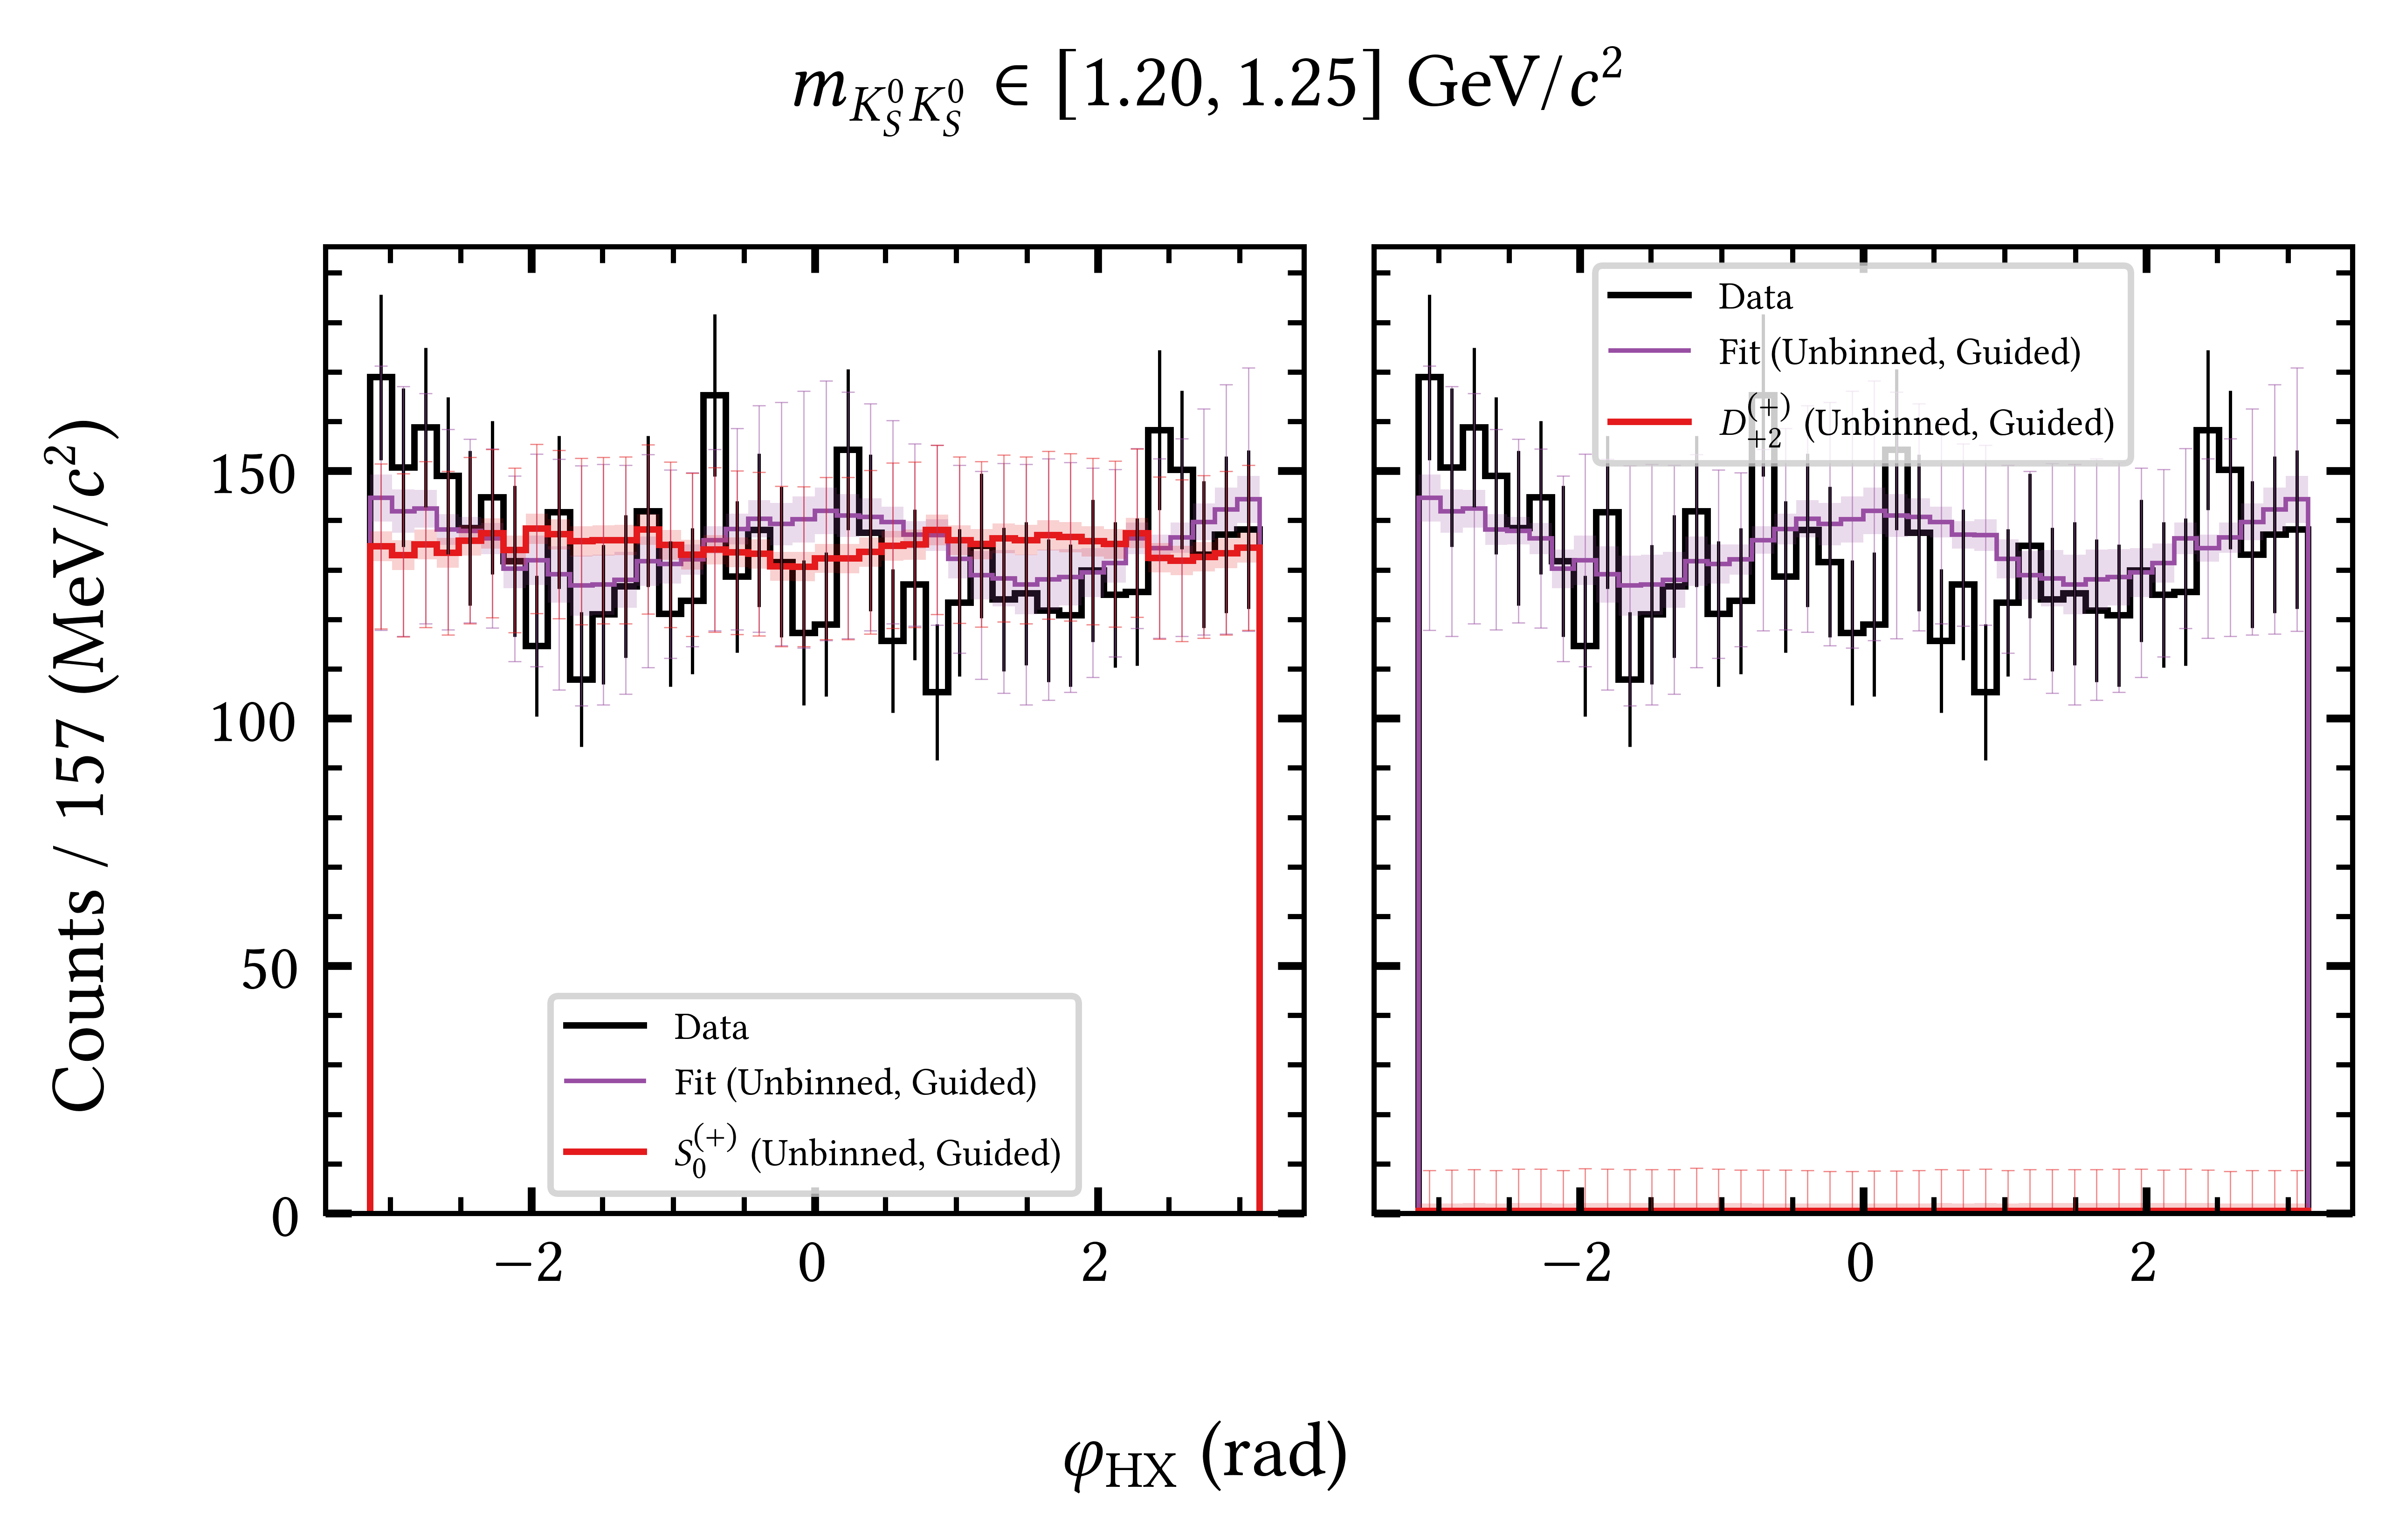 m_{K_S^0 K_S^0} ∈ [1.20, 1.25] GeV/c²
Counts / 157 (MeV/c²)
150
100
50
0
Data
Fit (Unbinned, Guided)
S_0^{(+)} (Unbinned, Guided)
−2 0 2
Data
Fit (Unbinned, Guided)
D_{+2}^{(+)} (Unbinned, Guided)
−2 0 2
φ_{HX} (rad)